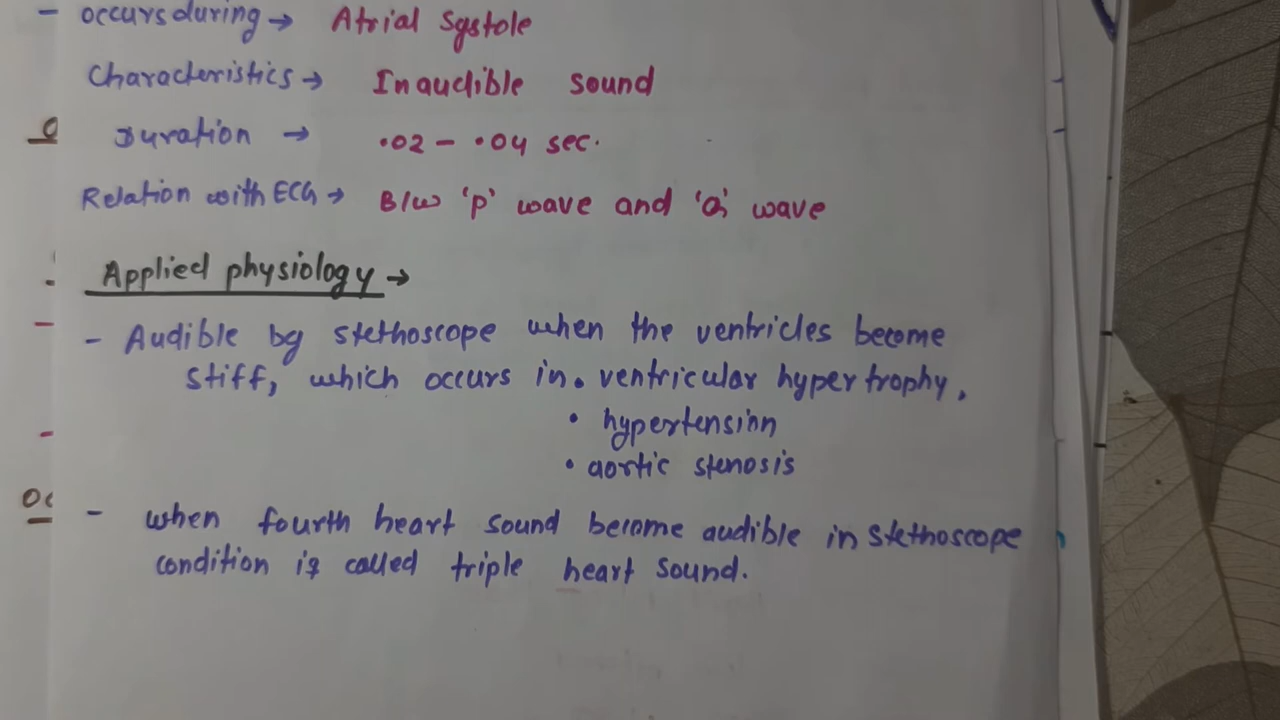 - occurs during → Atrial Systole
Characteristics → Inaudible sound
Duration → .02 - .04 sec.
Relation with ECG → B/w 'p' wave and 'Q' wave
Applied physiology →
- Audible by stethoscope when the ventricles become
stiff, which occurs in • ventricular hypertrophy,
• hypertension
• aortic stenosis
- when fourth heart sound become audible in stethoscope
condition is called triple heart sound.